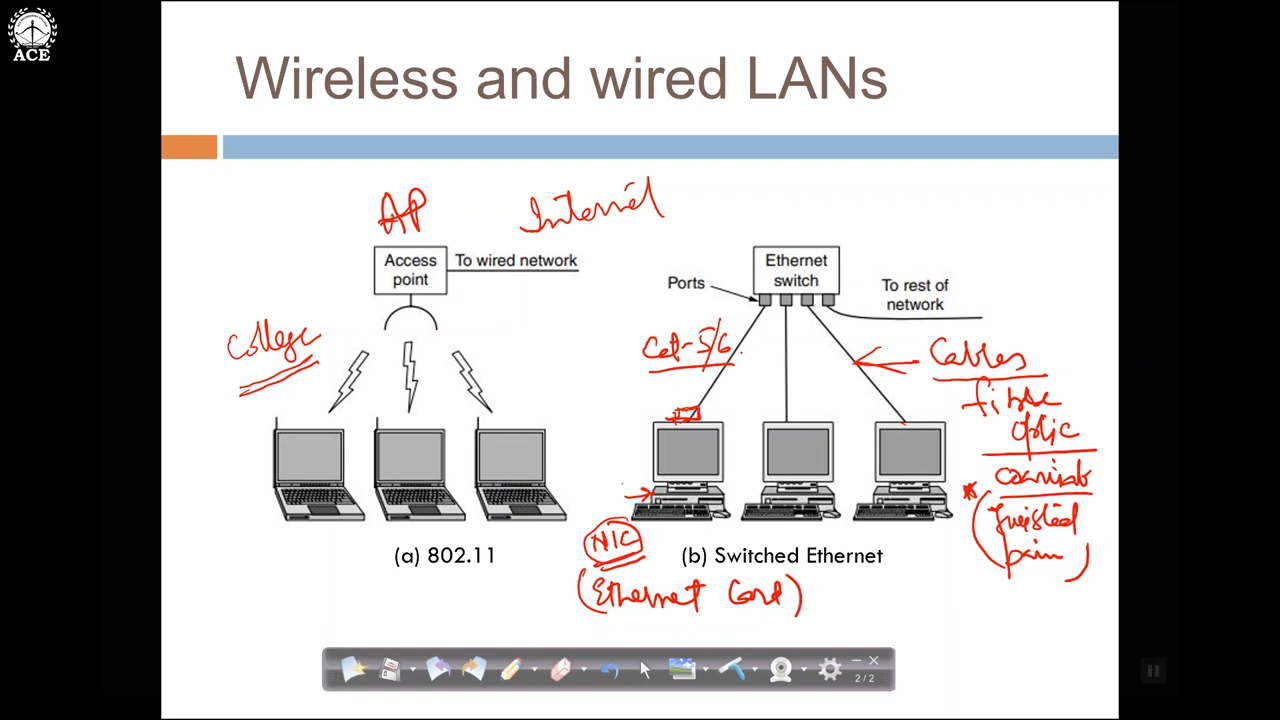 ACE
Wireless and wired LANs
AP
Internet
Access
point
To wired network
Ethernet
switch
Ports
To rest of
network
College
Cat-5/6
Cables
fibre
optic
coaxial
Twisted
pair
NIC
(a) 802.11
(b) Switched Ethernet
(Ethernet Card)
2/2